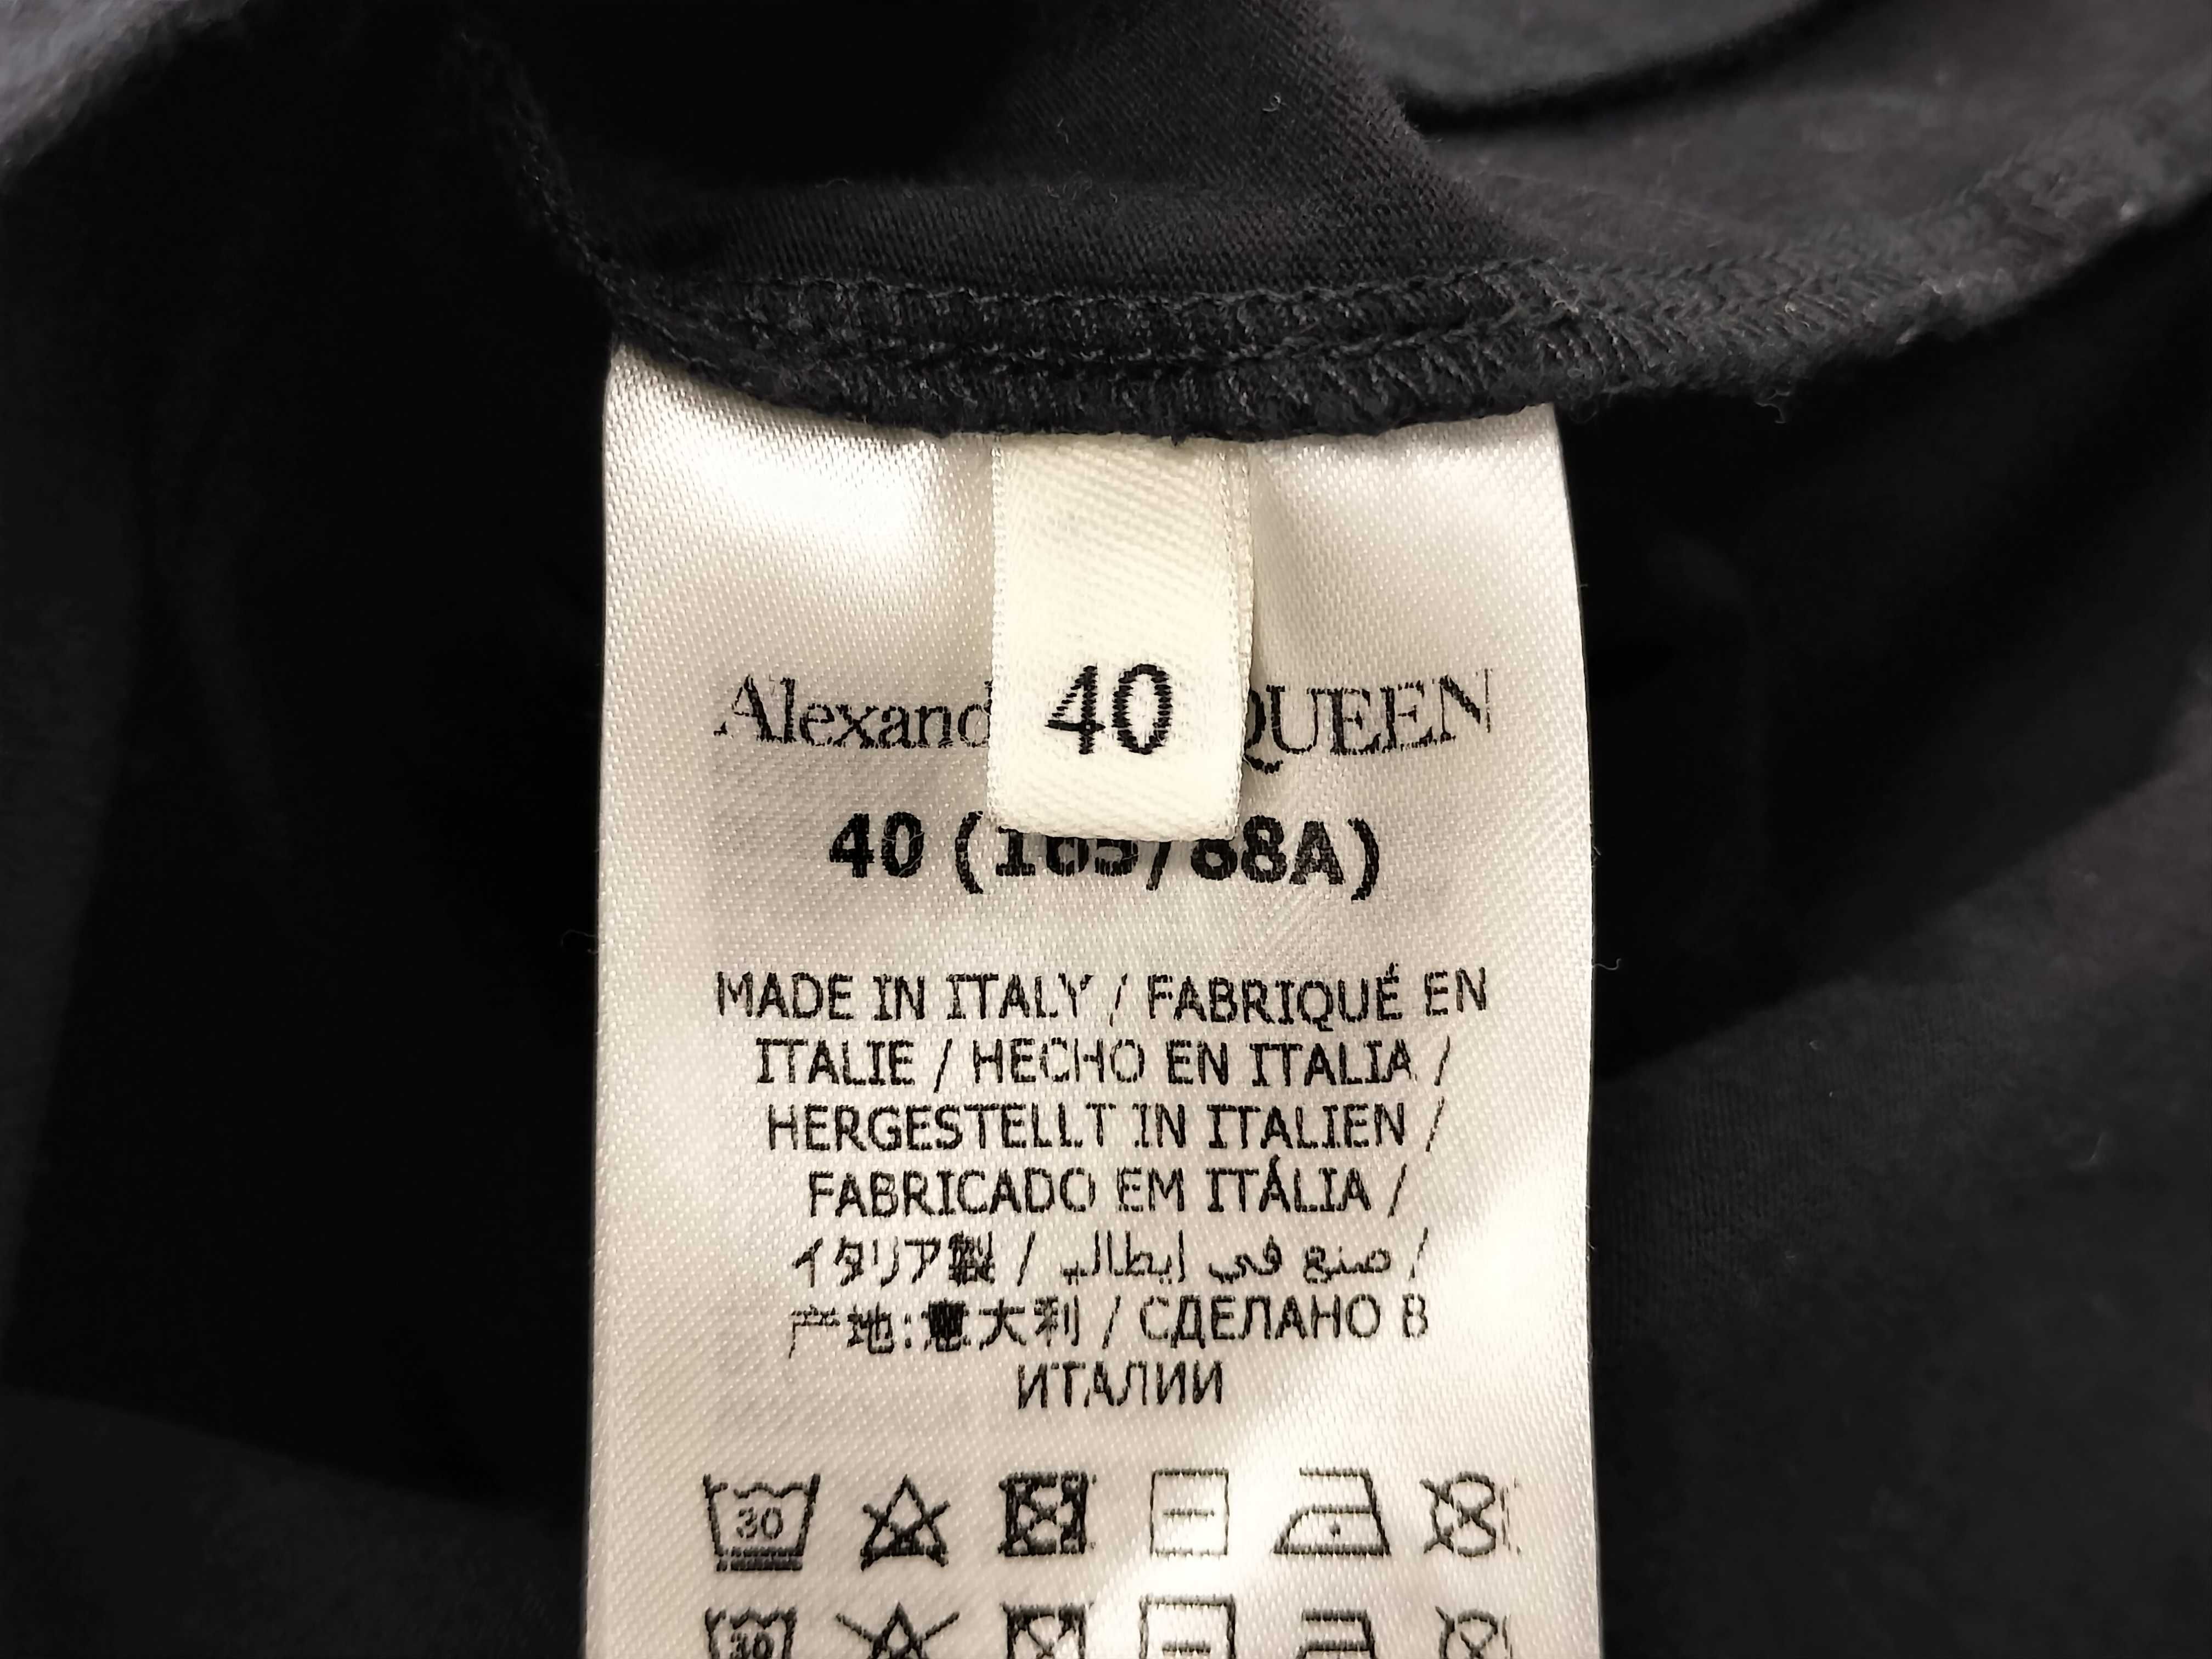 40
Alexand QUEEN
40 (165/88A)
MADE IN ITALY / FABRIQUÉ EN
ITALIE / HECHO EN ITALIA /
HERGESTELLT IN ITALIEN /
FABRICADO EM ITÁLIA /
イタリア製 / صنع في ايطالي /
产地:意大利 / СДЕЛАНО В
ИТАЛИИ
30
30